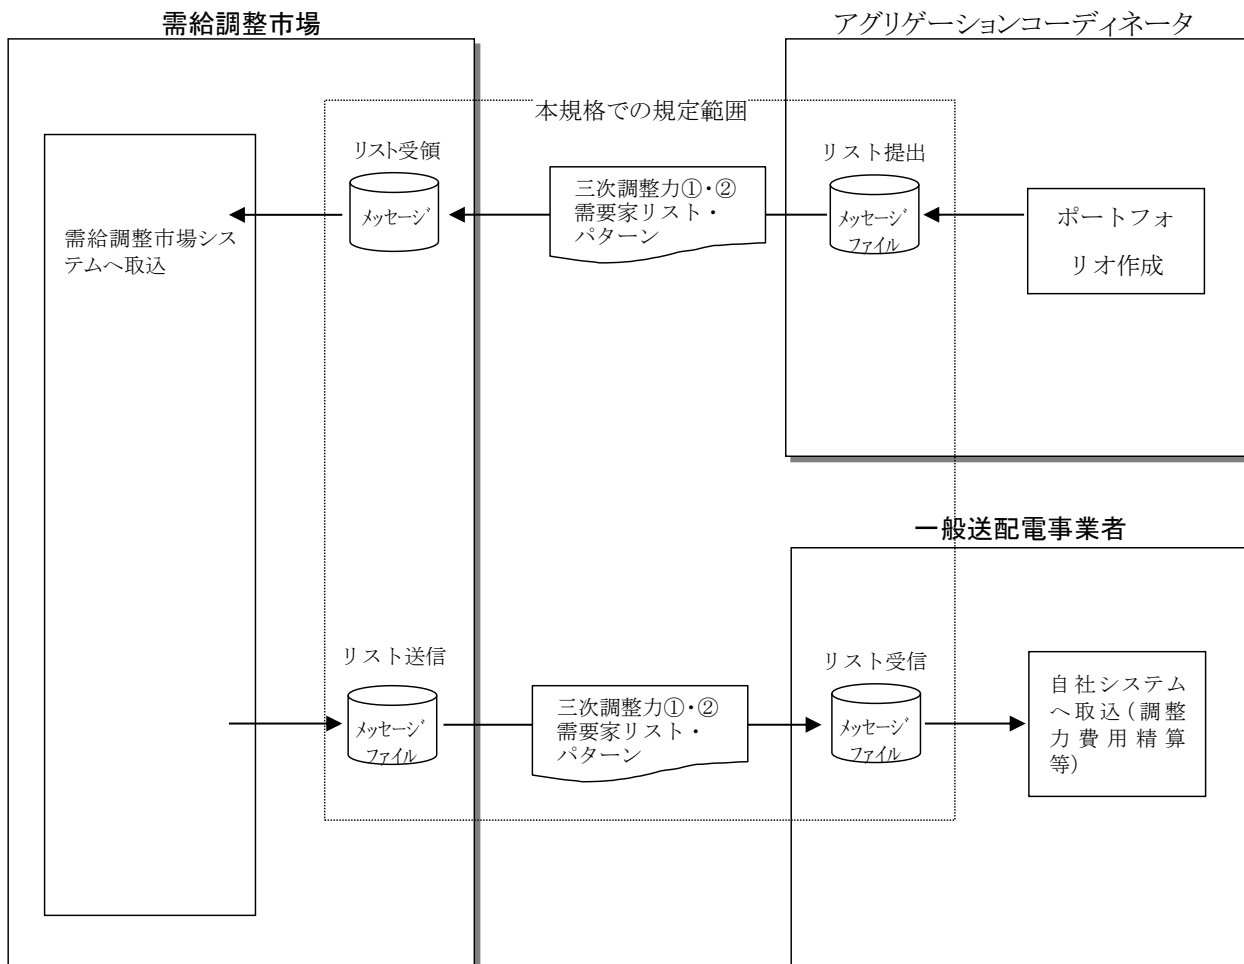 需給調整市場
アグリゲーションコーディネータ
本規格での規定範囲
リスト受領
メッセージ
三次調整力①・②
需要家リスト・
パターン
リスト提出
メッセージ
ファイル
ポートフォ
リオ作成
需給調整市場シス
テムへ取込
一般送配電事業者
リスト送信
メッセージ
ファイル
三次調整力①・②
需要家リスト・
パターン
リスト受信
メッセージ
ファイル
自社システム
へ取込(調整
力費用精算
等)